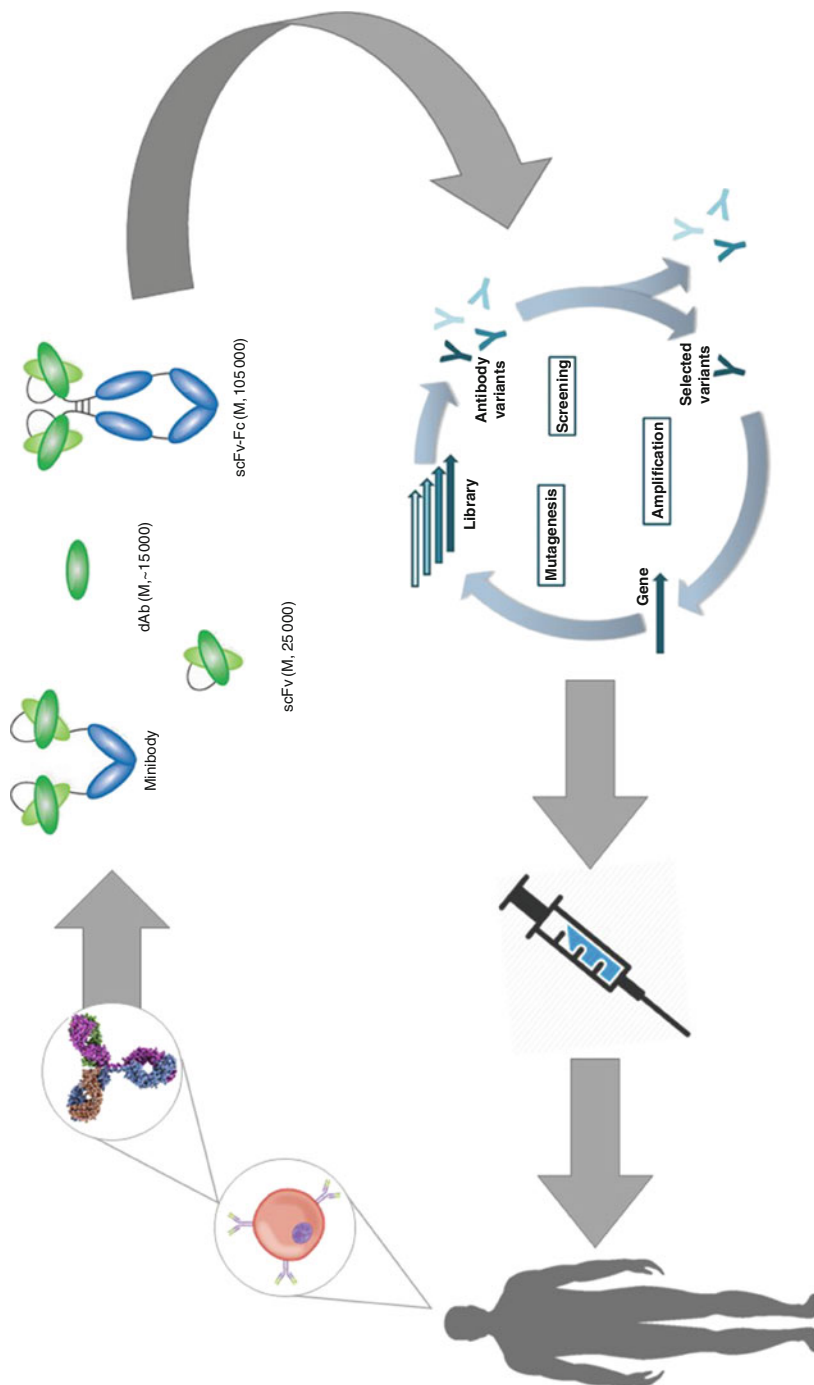 Minibody
dAb (M, ~15 000)
scFv-Fc (M, 105 000)
scFv (M, 25 000)
Library
Antibody
variants
Mutagenesis
Screening
Gene
Amplification
Selected
variants